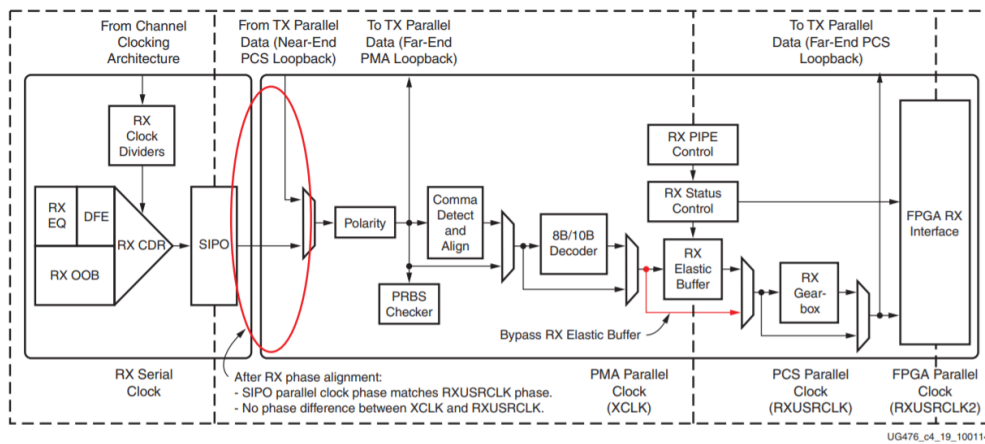 From Channel
Clocking
Architecture
From TX Parallel
Data (Near-End
PCS Loopback)
To TX Parallel
Data (Far-End
PMA Loopback)
To TX Parallel
Data (Far-End PCS
Loopback)
RX
Clock
Dividers
RX
EQ
DFE
RX CDR
RX OOB
SIPO
Polarity
Comma
Detect
and
Align
PRBS
Checker
8B/10B
Decoder
RX PIPE
Control
RX Status
Control
RX
Elastic
Buffer
RX
Gear-
box
FPGA RX
Interface
Bypass RX Elastic Buffer
RX Serial
Clock
After RX phase alignment:
- SIPO parallel clock phase matches RXUSRCLK phase.
- No phase difference between XCLK and RXUSRCLK.
PMA Parallel
Clock
(XCLK)
PCS Parallel
Clock
(RXUSRCLK)
FPGA Parallel
Clock
(RXUSRCLK2)